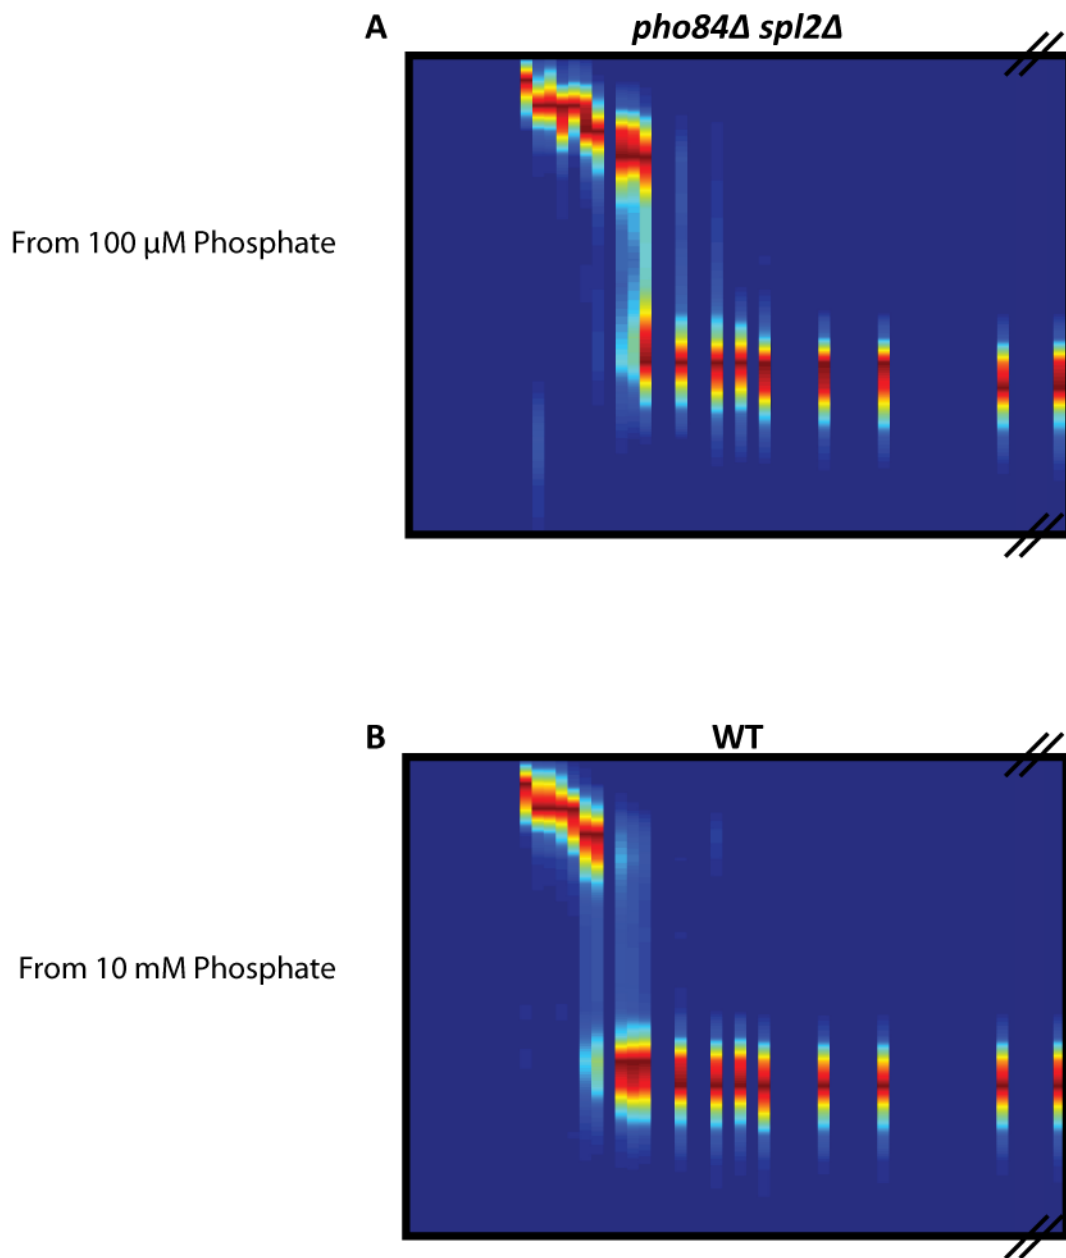 A
pho84Δ spl2Δ
From 100 μM Phosphate
B
WT
From 10 mM Phosphate